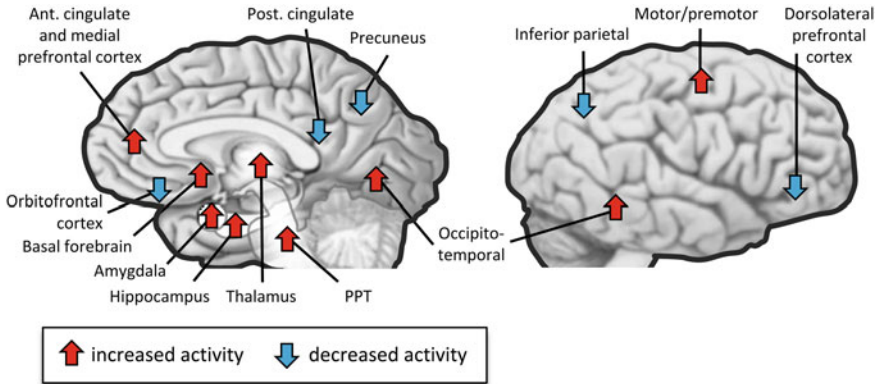 Ant. cingulate
and medial
prefrontal cortex
Post. cingulate
Precuneus
Orbitofrontal
cortex
Basal forebrain
Amygdala
Hippocampus
Thalamus
PPT
Occipito-
temporal
Inferior parietal
Motor/premotor
Dorsolateral
prefrontal
cortex
increased activity
decreased activity